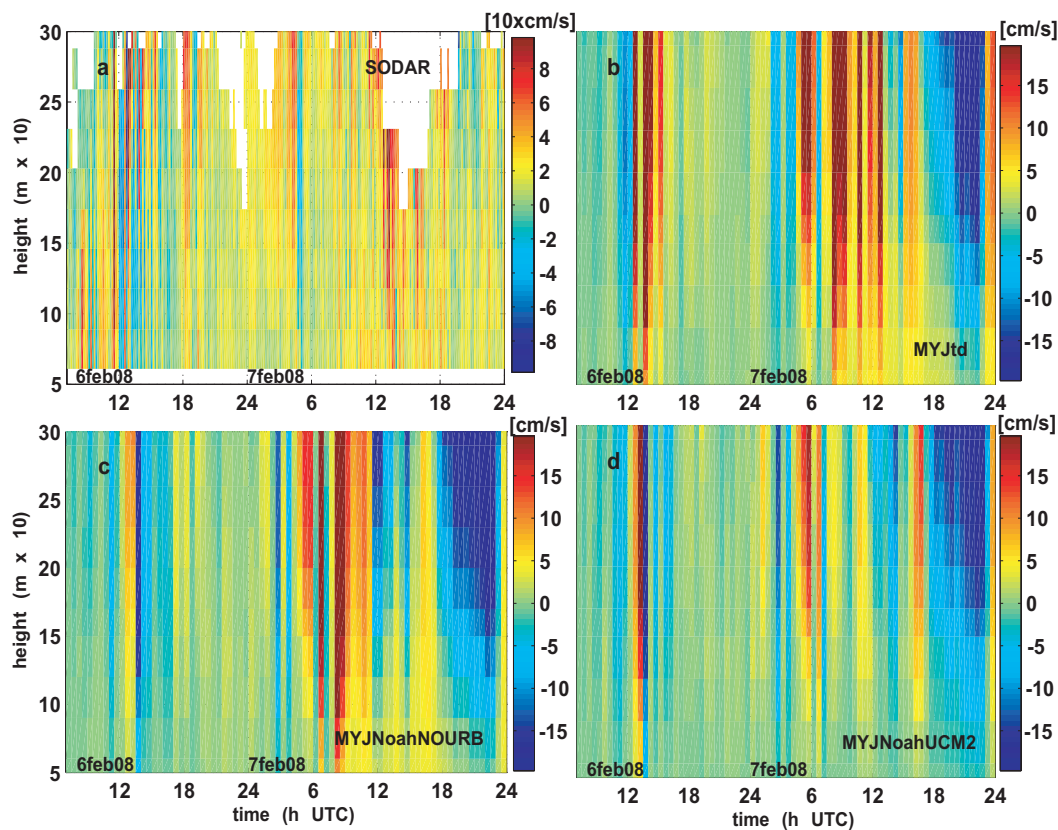 [10xcm/s]
[cm/s]
30
a
SODAR
b
25
20
15
10
5
height (m x 10)
6feb08
7feb08
12
18
24
6
12
18
24
8
6
4
2
0
-2
-4
-6
-8
MYJtd
6feb08
7feb08
12
18
24
6
12
18
24
15
10
5
0
-5
-10
-15
[cm/s]
[cm/s]
30
c
25
20
15
10
5
height (m x 10)
MYJNoahNOURB
6feb08
7feb08
12
18
24
6
12
18
24
time (h UTC)
15
10
5
0
-5
-10
-15
d
MYJNoahUCM2
6feb08
7feb08
12
18
24
6
12
18
24
time (h UTC)
15
10
5
0
-5
-10
-15